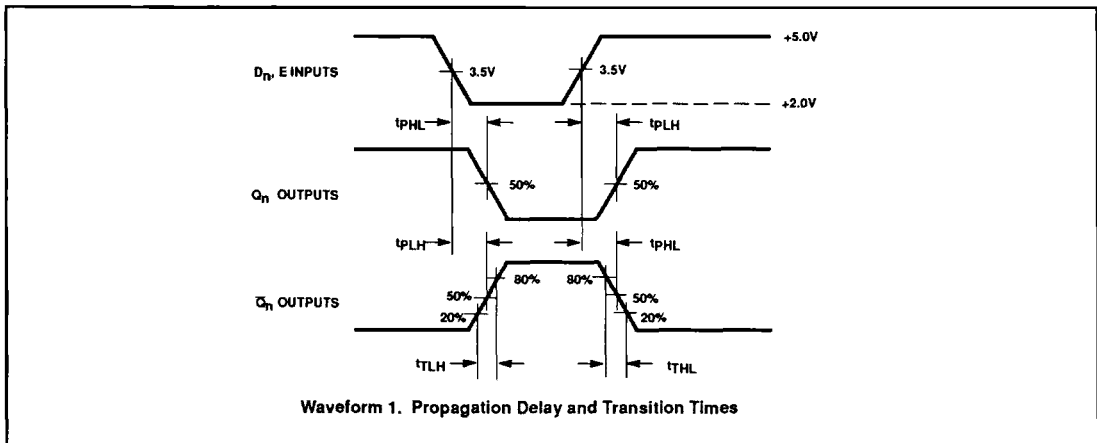 +5.0V
Dn, E INPUTS
3.5V
3.5V
+2.0V
tPHL
tPLH
Qn OUTPUTS
50%
50%
tPLH
tPHL
80%
80%
Q̅n OUTPUTS
50%
50%
20%
20%
tTLH
tTHL
Waveform 1. Propagation Delay and Transition Times